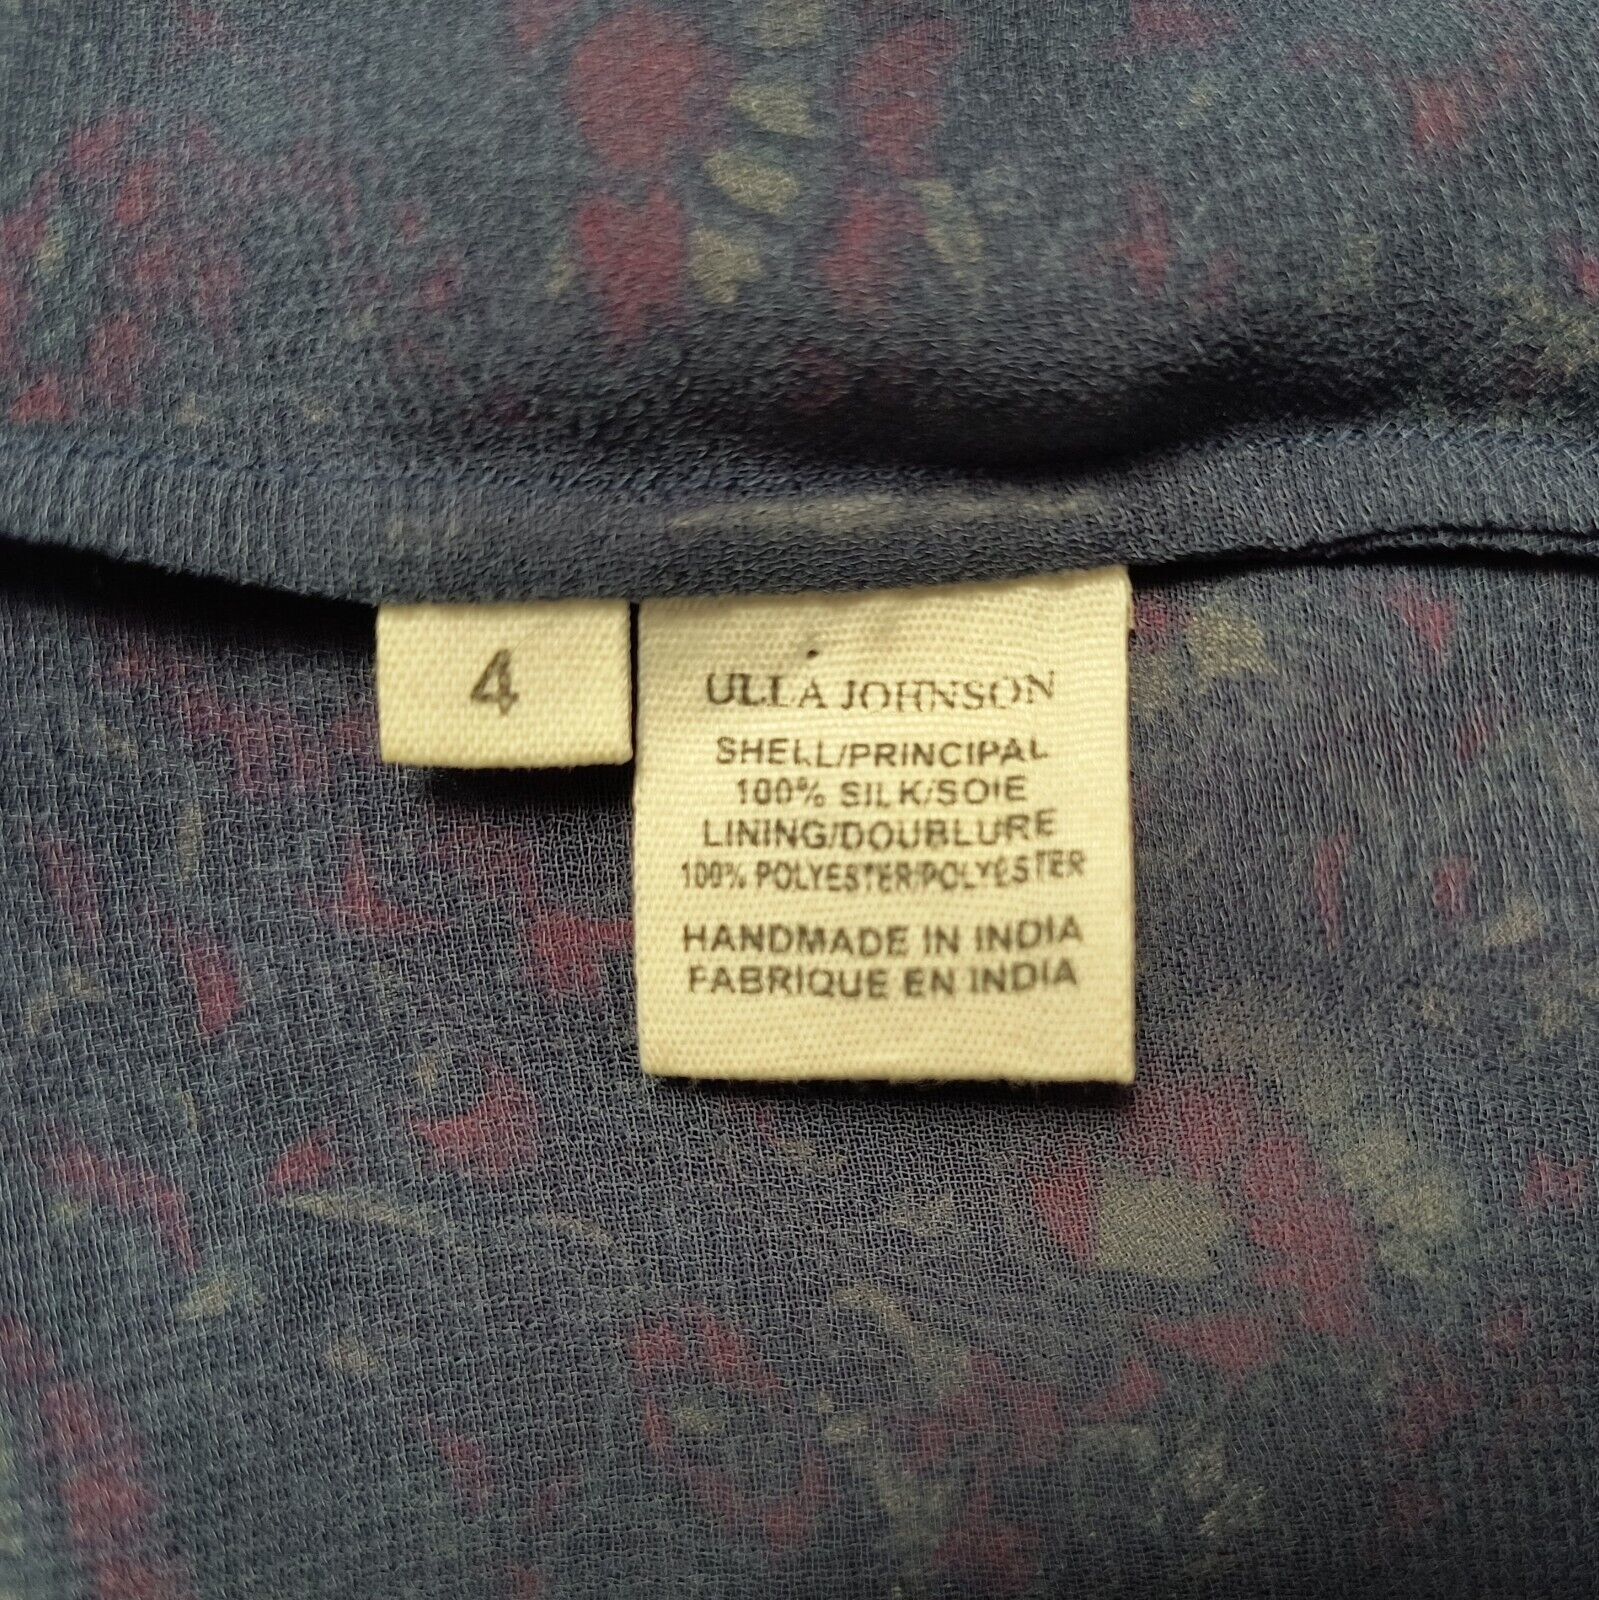 4
ULLA JOHNSON
SHELL/PRINCIPAL
100% SILK/SOIE
LINING/DOUBLURE
100% POLYESTER/POLYESTER
HANDMADE IN INDIA
FABRIQUE EN INDIA